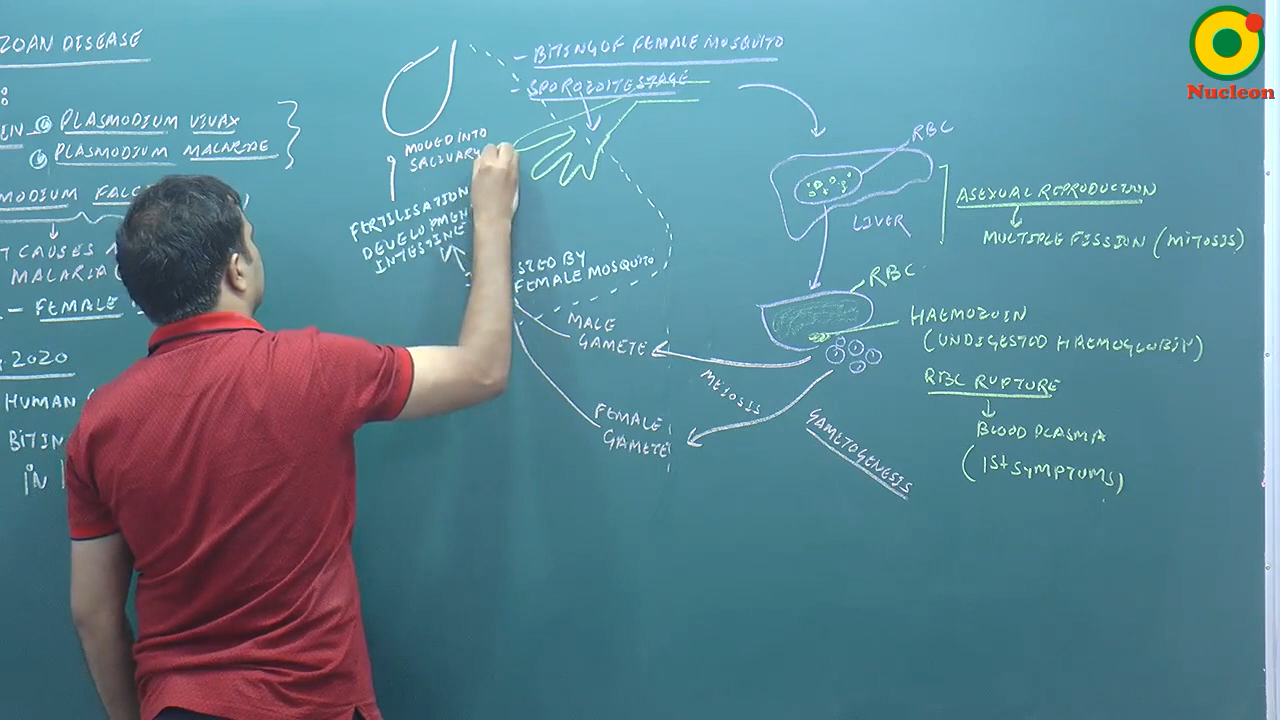 ZOAN DISEASE
PLASMODIUM VIVAX
PLASMODIUM MALARIAE
MODIUM FALC
T CAUSES
MALARIA (
- FEMALE
2020
HUMAN (
BITIN
IN
- BITING OF FEMALE MOSQUITO
- SPOROZOITE STAGE
MOVED INTO
SALIVARY
FERTILISATION
DEVELOPMEN
INTESTINE
STED BY
FEMALE MOSQUITO
MALE
GAMETE
FEMALE
GAMETE
MEIOSIS
GAMETOGENESIS
RBC
LIVER
RBC
ASEXUAL REPRODUCTION
MULTIPLE FISSION (MITOSIS)
HAEMOZOIN
(UNDIGESTED HAEMOGLOBIN)
RBC RUPTURE
BLOOD PLASMA
(1st SYMPTOMS)
Nucleon